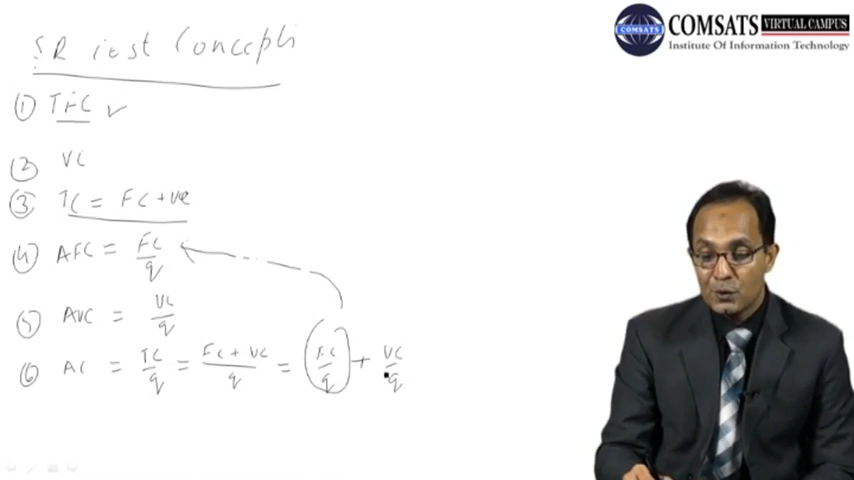 COMSATS VIRTUAL CAMPUS
Institute Of Information Technology
SR Cost Concepts
① TFC ✓
② VC
③ TC = FC + VC
④ AFC = FC/q
⑤ AVC = VC/q
⑥ AC = TC/q = FC + VC/q = FC/q + VC/q